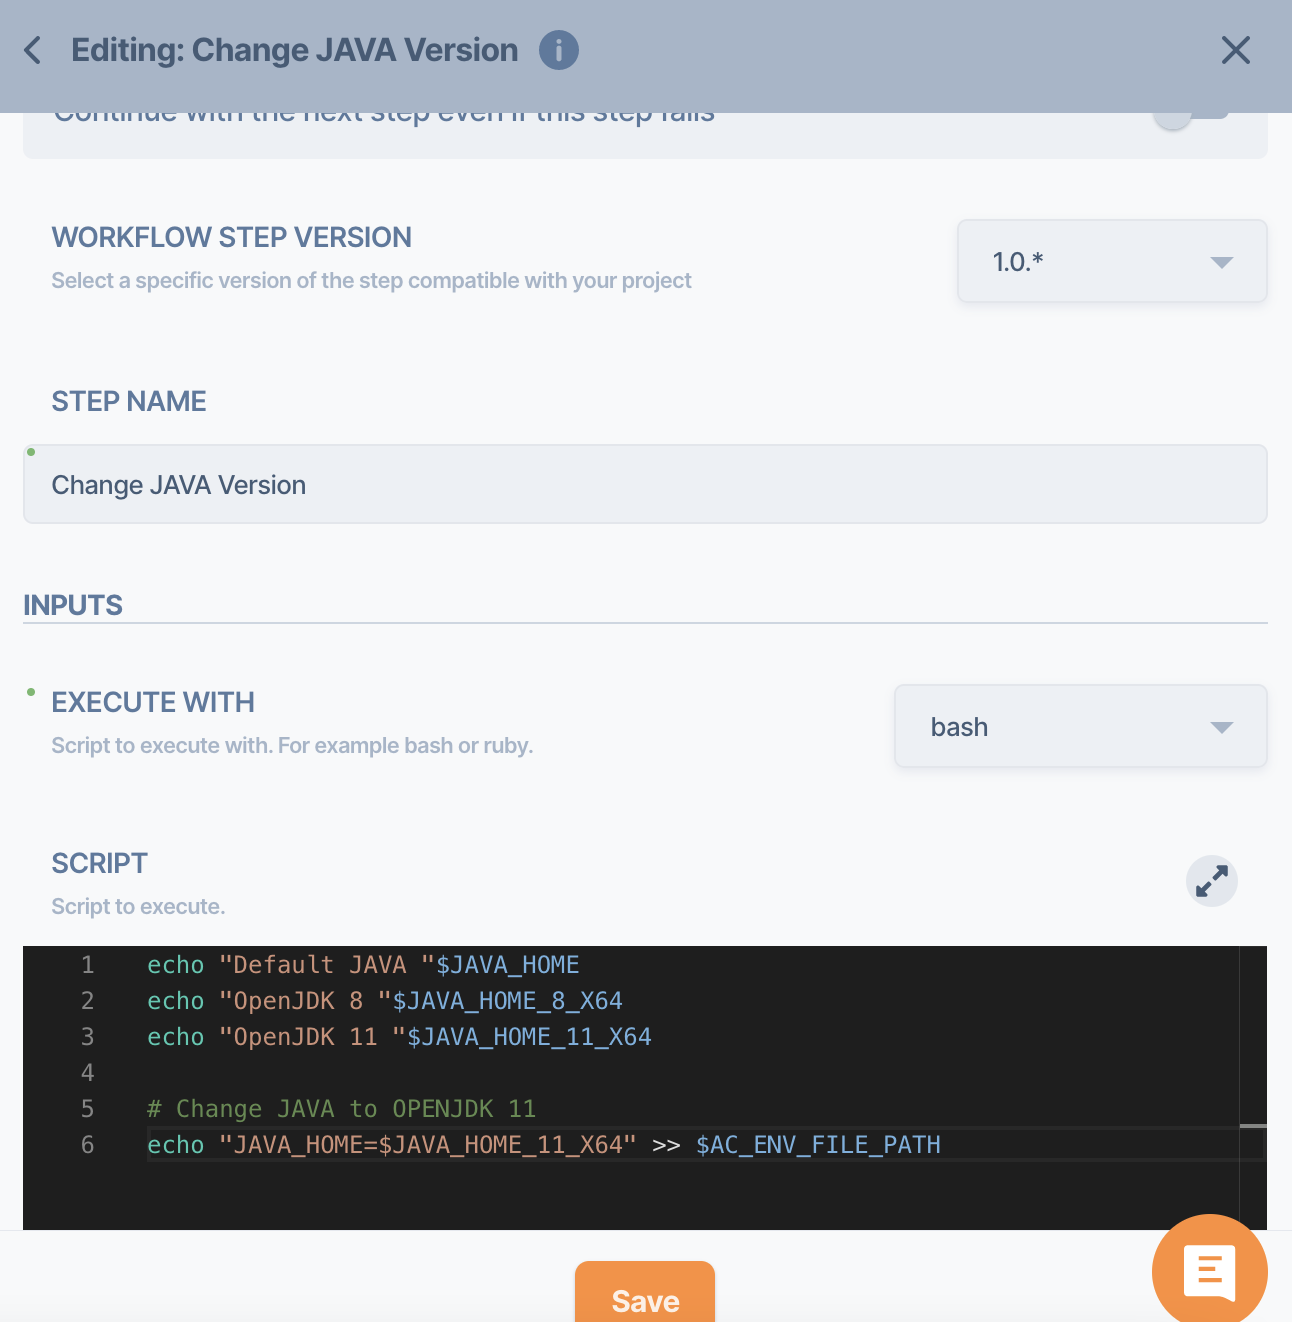 Editing: Change JAVA Version
Continue with the next step even if this step fails
WORKFLOW STEP VERSION
Select a specific version of the step compatible with your project
1.0.*
STEP NAME
Change JAVA Version
INPUTS
EXECUTE WITH
Script to execute with. For example bash or ruby.
bash
SCRIPT
Script to execute.
1 echo "Default JAVA "$JAVA_HOME
2 echo "OpenJDK 8 "$JAVA_HOME_8_X64
3 echo "OpenJDK 11 "$JAVA_HOME_11_X64
4
5 # Change JAVA to OPENJDK 11
6 echo "JAVA_HOME=$JAVA_HOME_11_X64" >> $AC_ENV_FILE_PATH
Save